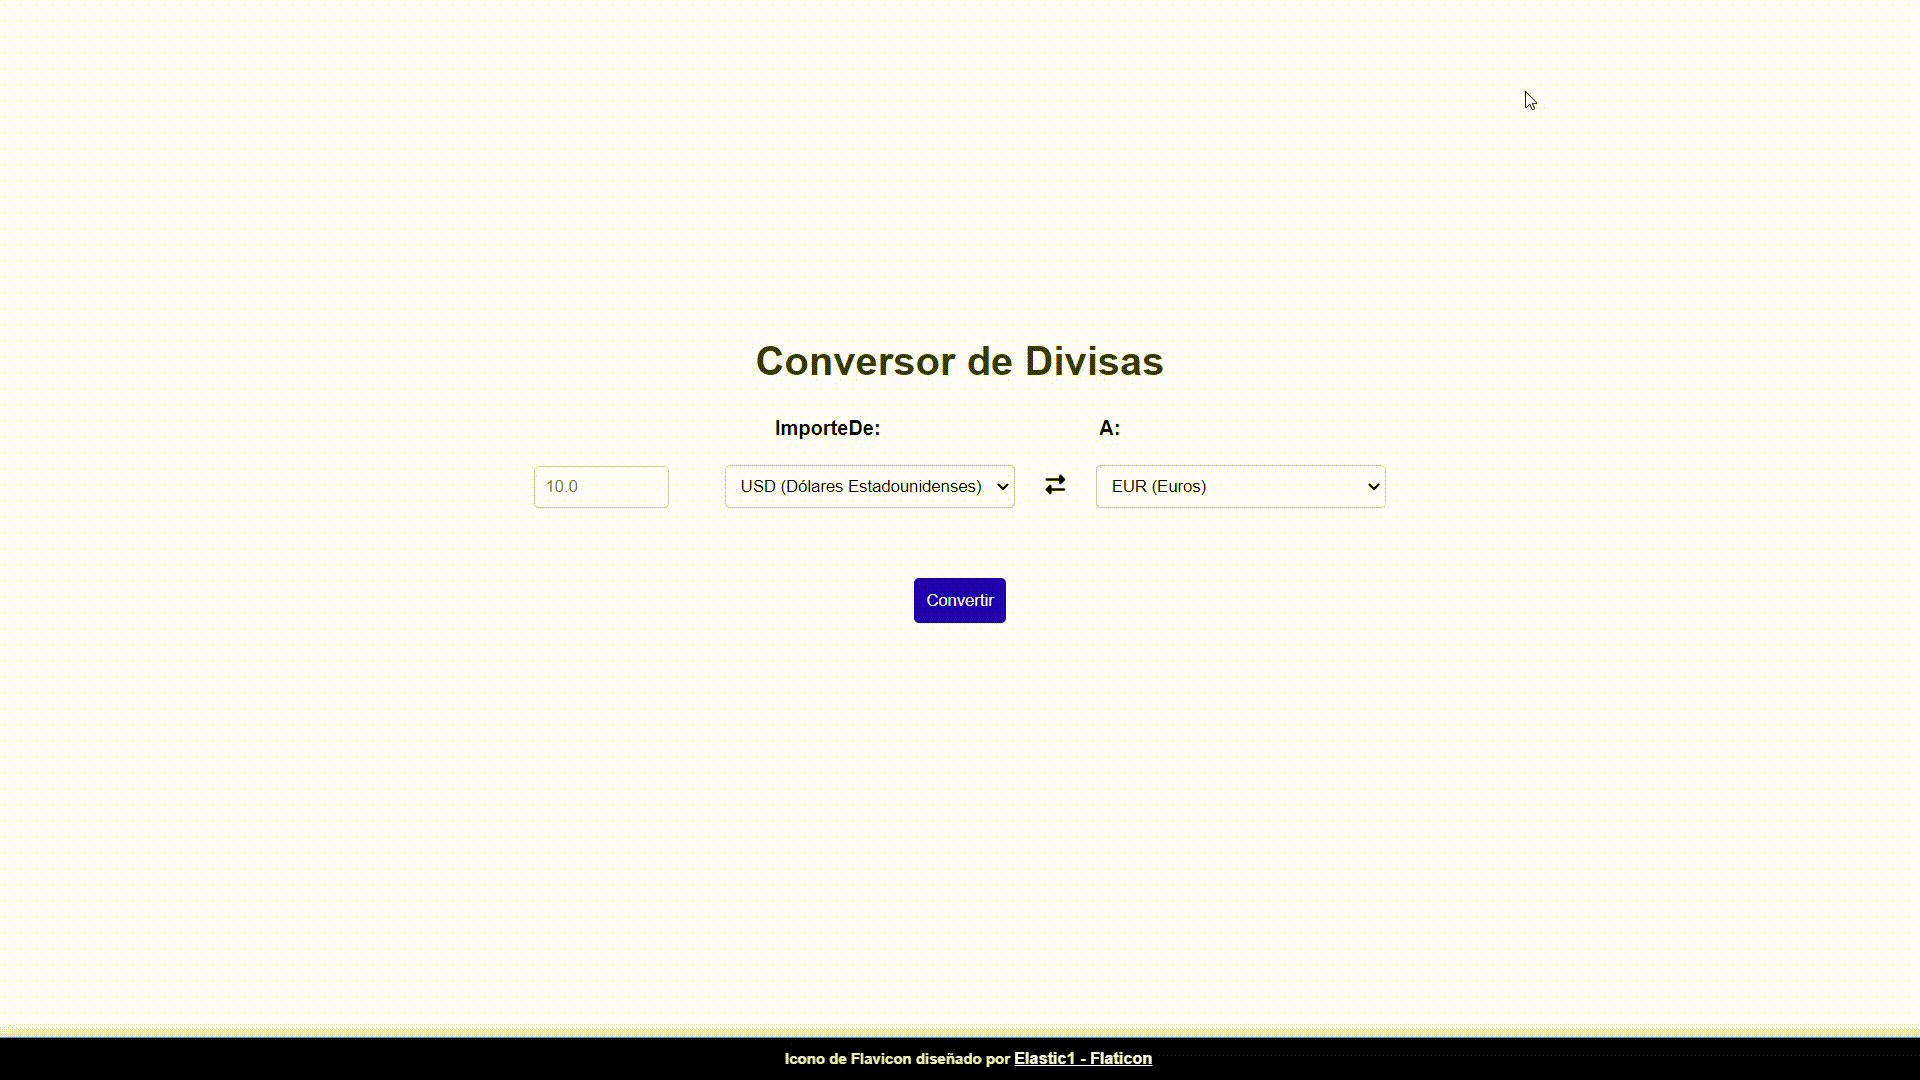 Conversor de Divisas
ImporteDe: A:
10.0 USD (Dólares Estadounidenses) EUR (Euros)
Convertir
Icono de Flavicon diseñado por Elastic1 - Flaticon